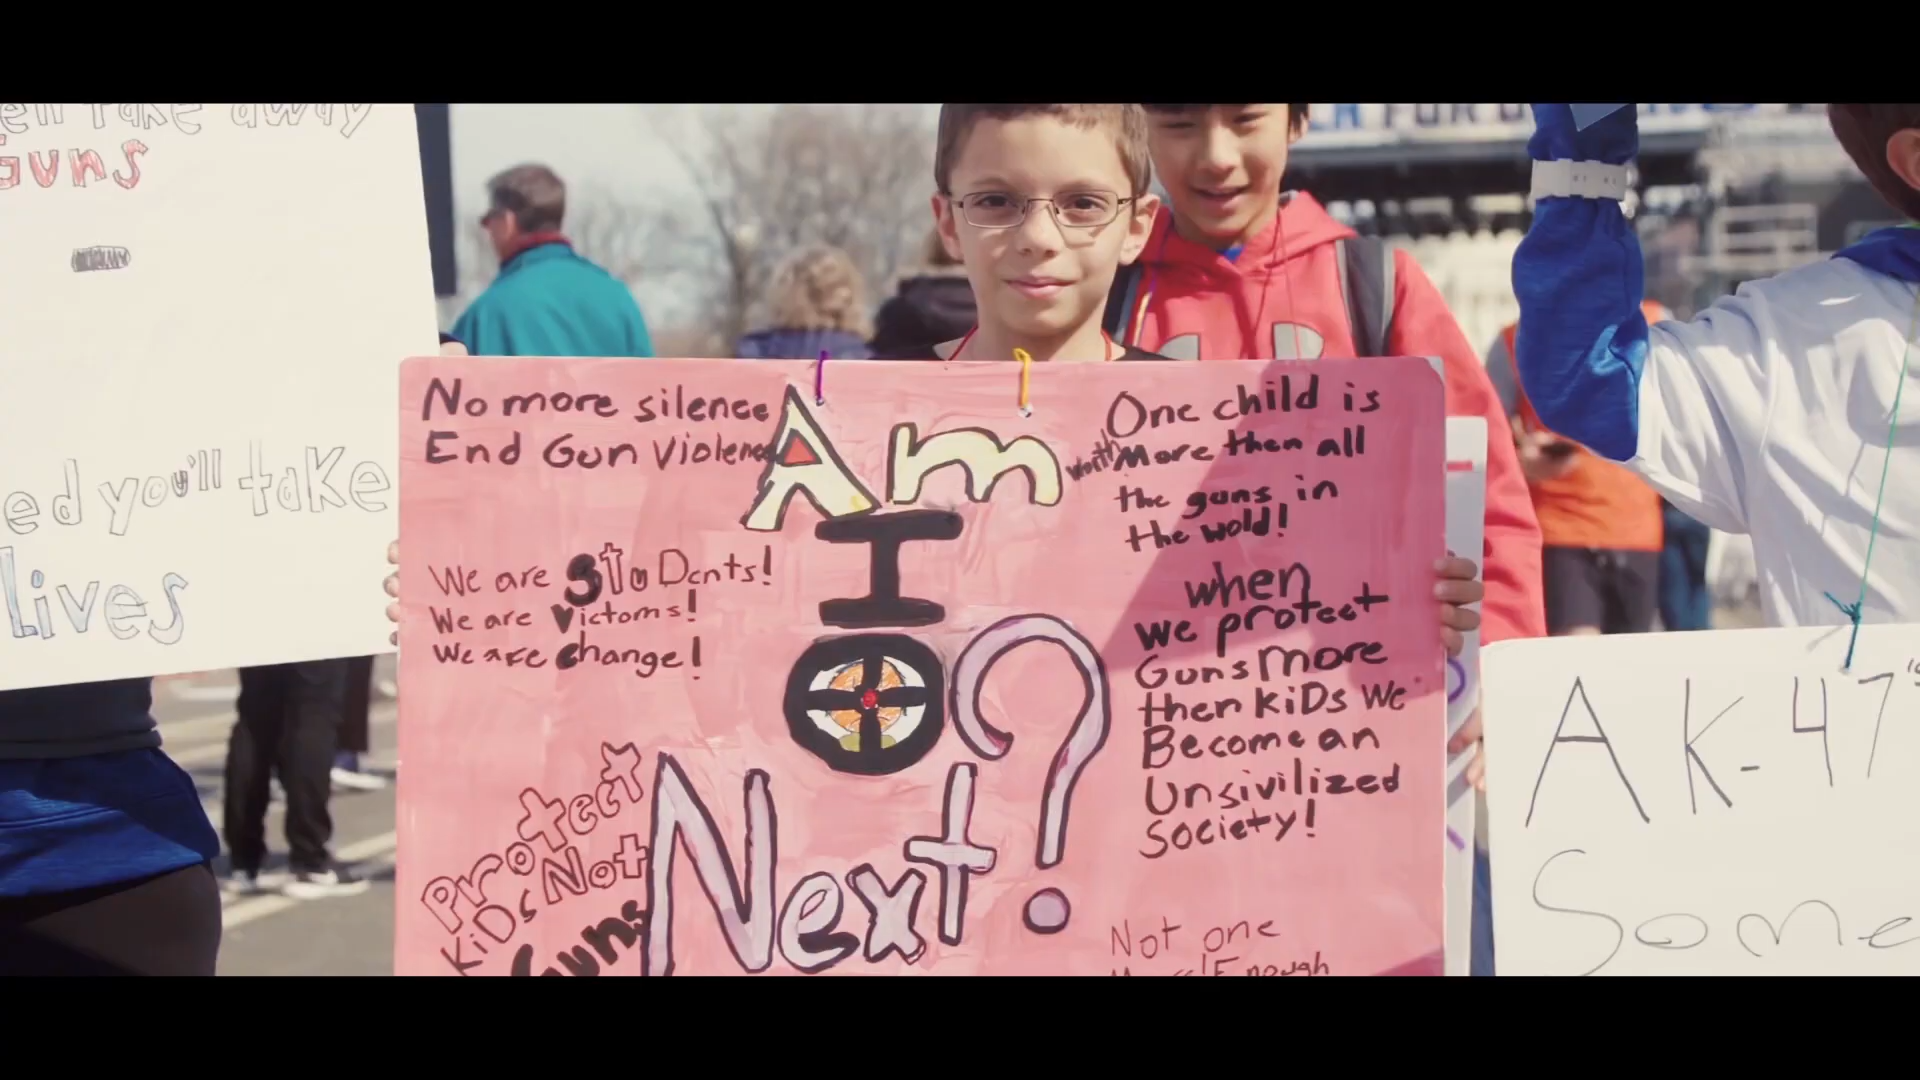 take away
Guns
you'll take
Lives
No more silence
End Gun Violence
We are StuDents!
We are Victoms!
We are change!
Protect
KiDs Not
Guns
Am
I
Next?
One child is
worth More then all
the guns in
the wold!
When
we protect
Guns more
then KiDs We
Become an
Unsivilized
Society!
Not one
Enough
AK-47's
Some
FOR